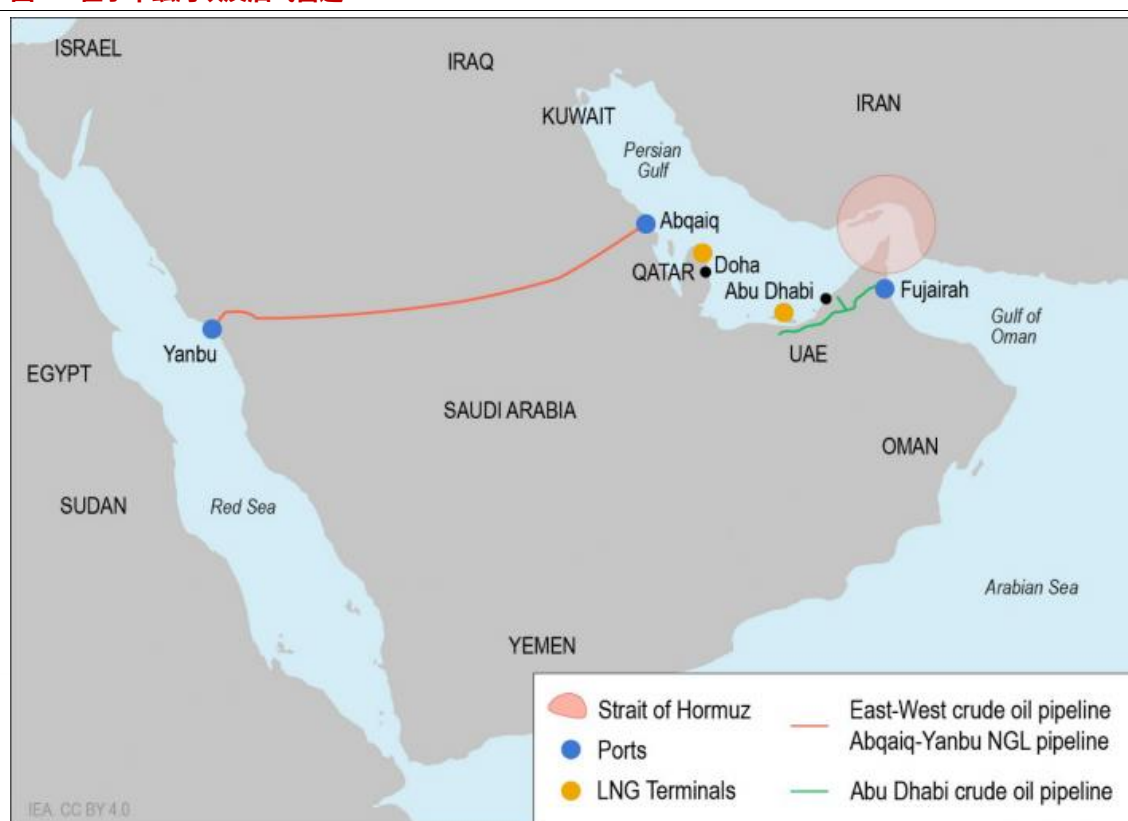 ISRAEL
IRAQ
IRAN
KUWAIT
Persian
Gulf
Abqaiq
QATAR
Doha
Abu Dhabi
Fujairah
Gulf of
Oman
Yanbu
UAE
EGYPT
SAUDI ARABIA
OMAN
SUDAN
Red Sea
Arabian Sea
YEMEN
Strait of Hormuz
Ports
LNG Terminals
East-West crude oil pipeline
Abqaiq-Yanbu NGL pipeline
Abu Dhabi crude oil pipeline
IEA. CC BY 4.0